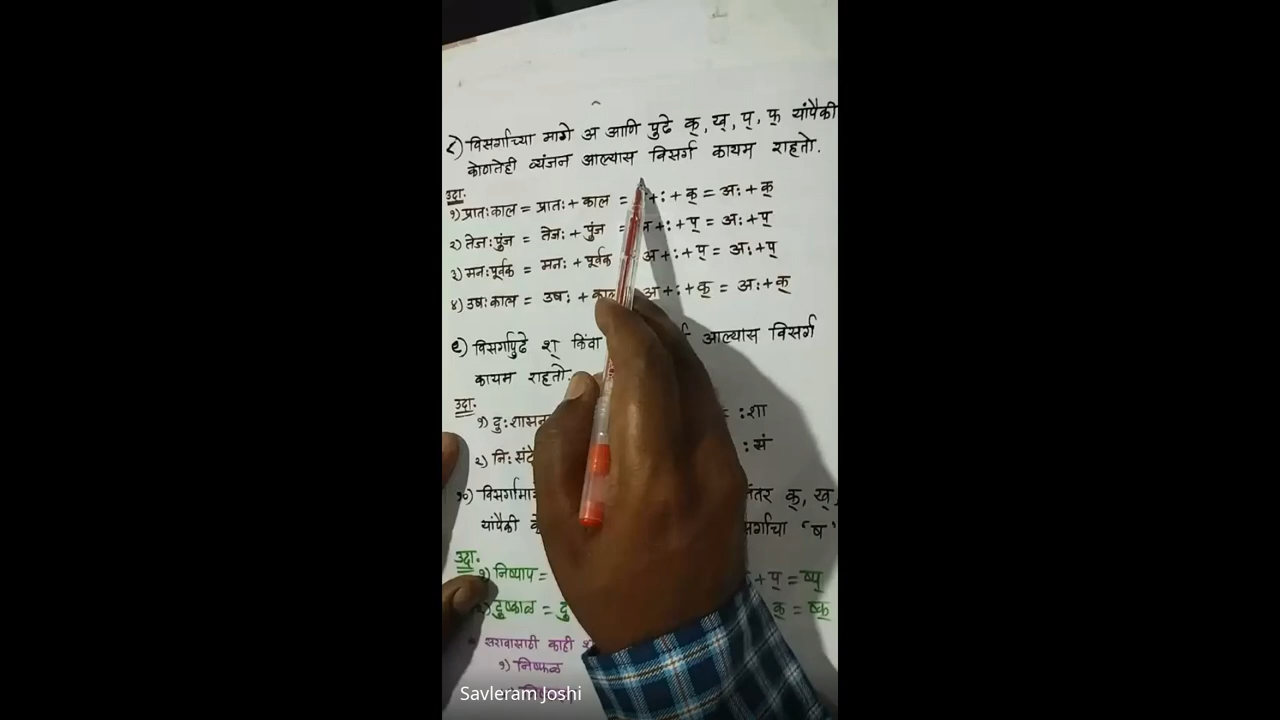 ८) विसर्गाच्या मागे अ आणि पुढे क्, ख्, प्, फ् यांपैकी
कोणतेही व्यंजन आल्यास विसर्ग कायम राहतो.
उदा.
१) प्रातःकाल = प्रातः + काल = + : + क् = अः + क्
२) तेजःपुंज = तेजः + पुंज = + : + प् = अः + प्
३) मनःपूर्वक = मनः + पूर्वक अ + : + प् = अः + प्
४) उषःकाल = उषः + काल अ + : + क् = अः + क्
९) विसर्गापुढे श् किंवा आल्यास विसर्ग
कायम राहतो.
उदा.
१) दुःशासन = :शा
२) : सं
१०) क्, ख्,
यांपैकी 'ष'
उदा.
१) निष्पाप = + प् = ष्प्
२) दुष्काळ = दु क् = ष्क्
* सरावासाठी काही
१) निष्फळ
Savleram Joshi